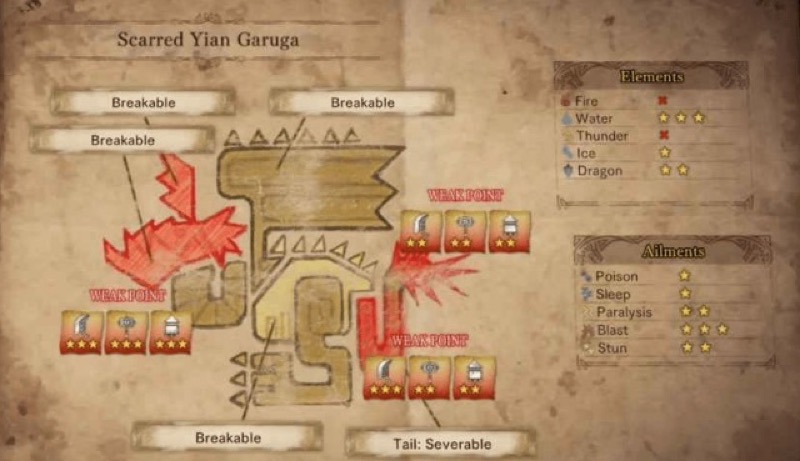 Scarred Yian Garuga
Breakable
Breakable
Breakable
WEAK POINT
WEAK POINT
WEAK POINT
Breakable
Tail: Severable
Elements
Fire
Water
Thunder
Ice
Dragon
Ailments
Poison
Sleep
Paralysis
Blast
Stun